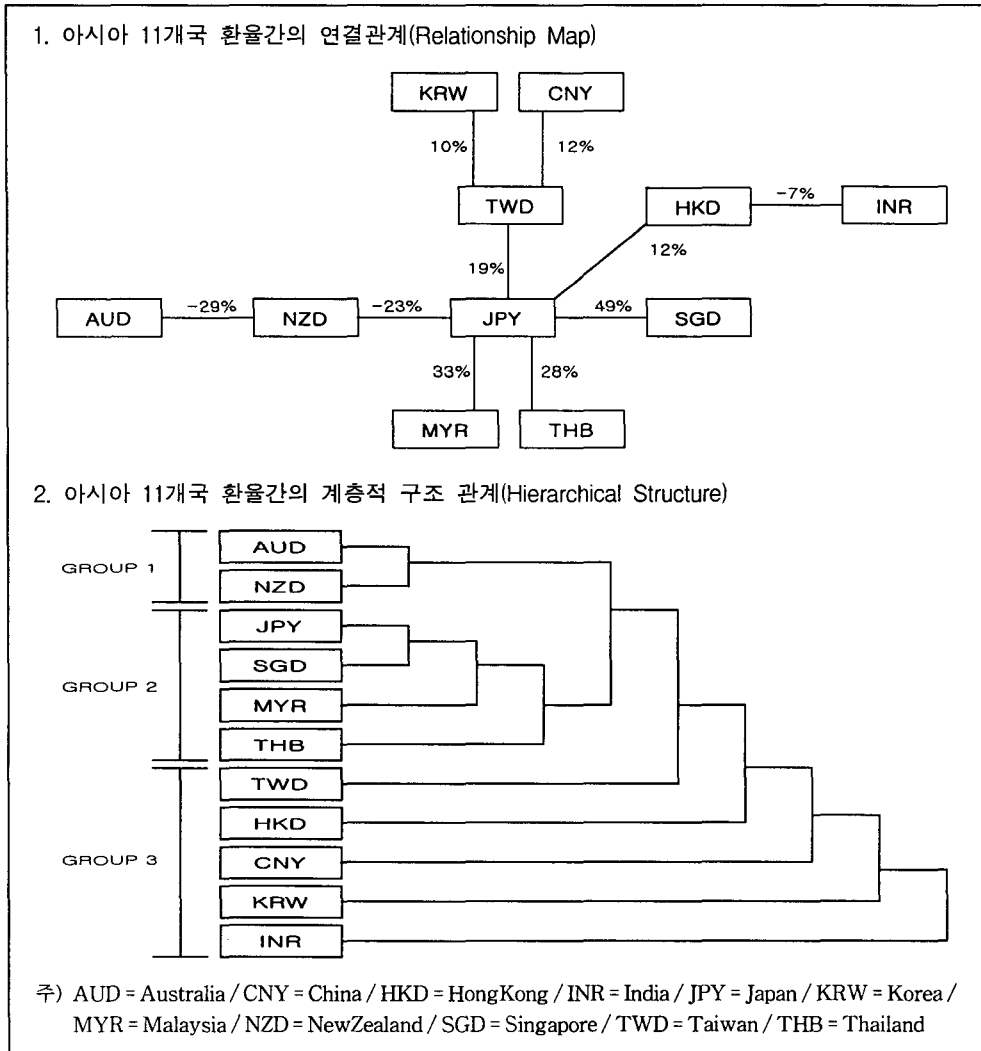 1. 아시아 11개국 환율간의 연결관계(Relationship Map)
KRW CNY
10% 12%
TWD HKD -7% INR
12%
19%
AUD -29% NZD -23% JPY 49% SGD
33% 28%
MYR THB
2. 아시아 11개국 환율간의 계층적 구조 관계(Hierarchical Structure)
AUD
GROUP 1
NZD
JPY
SGD
GROUP 2
MYR
THB
TWD
HKD
GROUP 3
CNY
KRW
INR
주) AUD = Australia / CNY = China / HKD = HongKong / INR = India / JPY = Japan / KRW = Korea /
MYR = Malaysia / NZD = NewZealand / SGD = Singapore / TWD = Taiwan / THB = Thailand